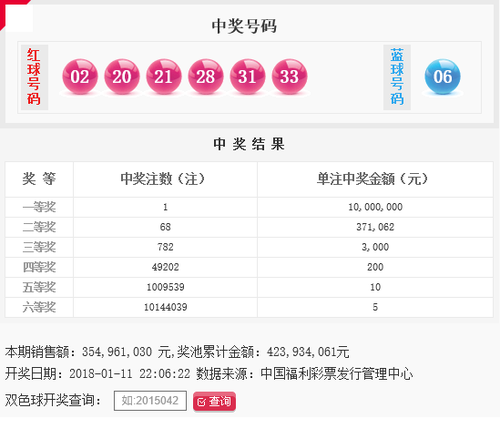 中奖号码
红球号码 02 20 21 28 31 33 蓝球号码 06
中 奖 结 果
奖 等 中奖注数（注） 单注中奖金額（元）
一等奖 1 10,000,000
二等奖 68 371,062
三等奖 782 3,000
四等奖 49202 200
五等奖 1009539 10
六等奖 10144039 5
本期销售额：354,961,030 元,奖池累计金额：423,934,061元
开奖日期：2018-01-11 22:06:22 数据来源：中国福利彩票发行管理中心
双色球开奖查询： 如:2015042 查询